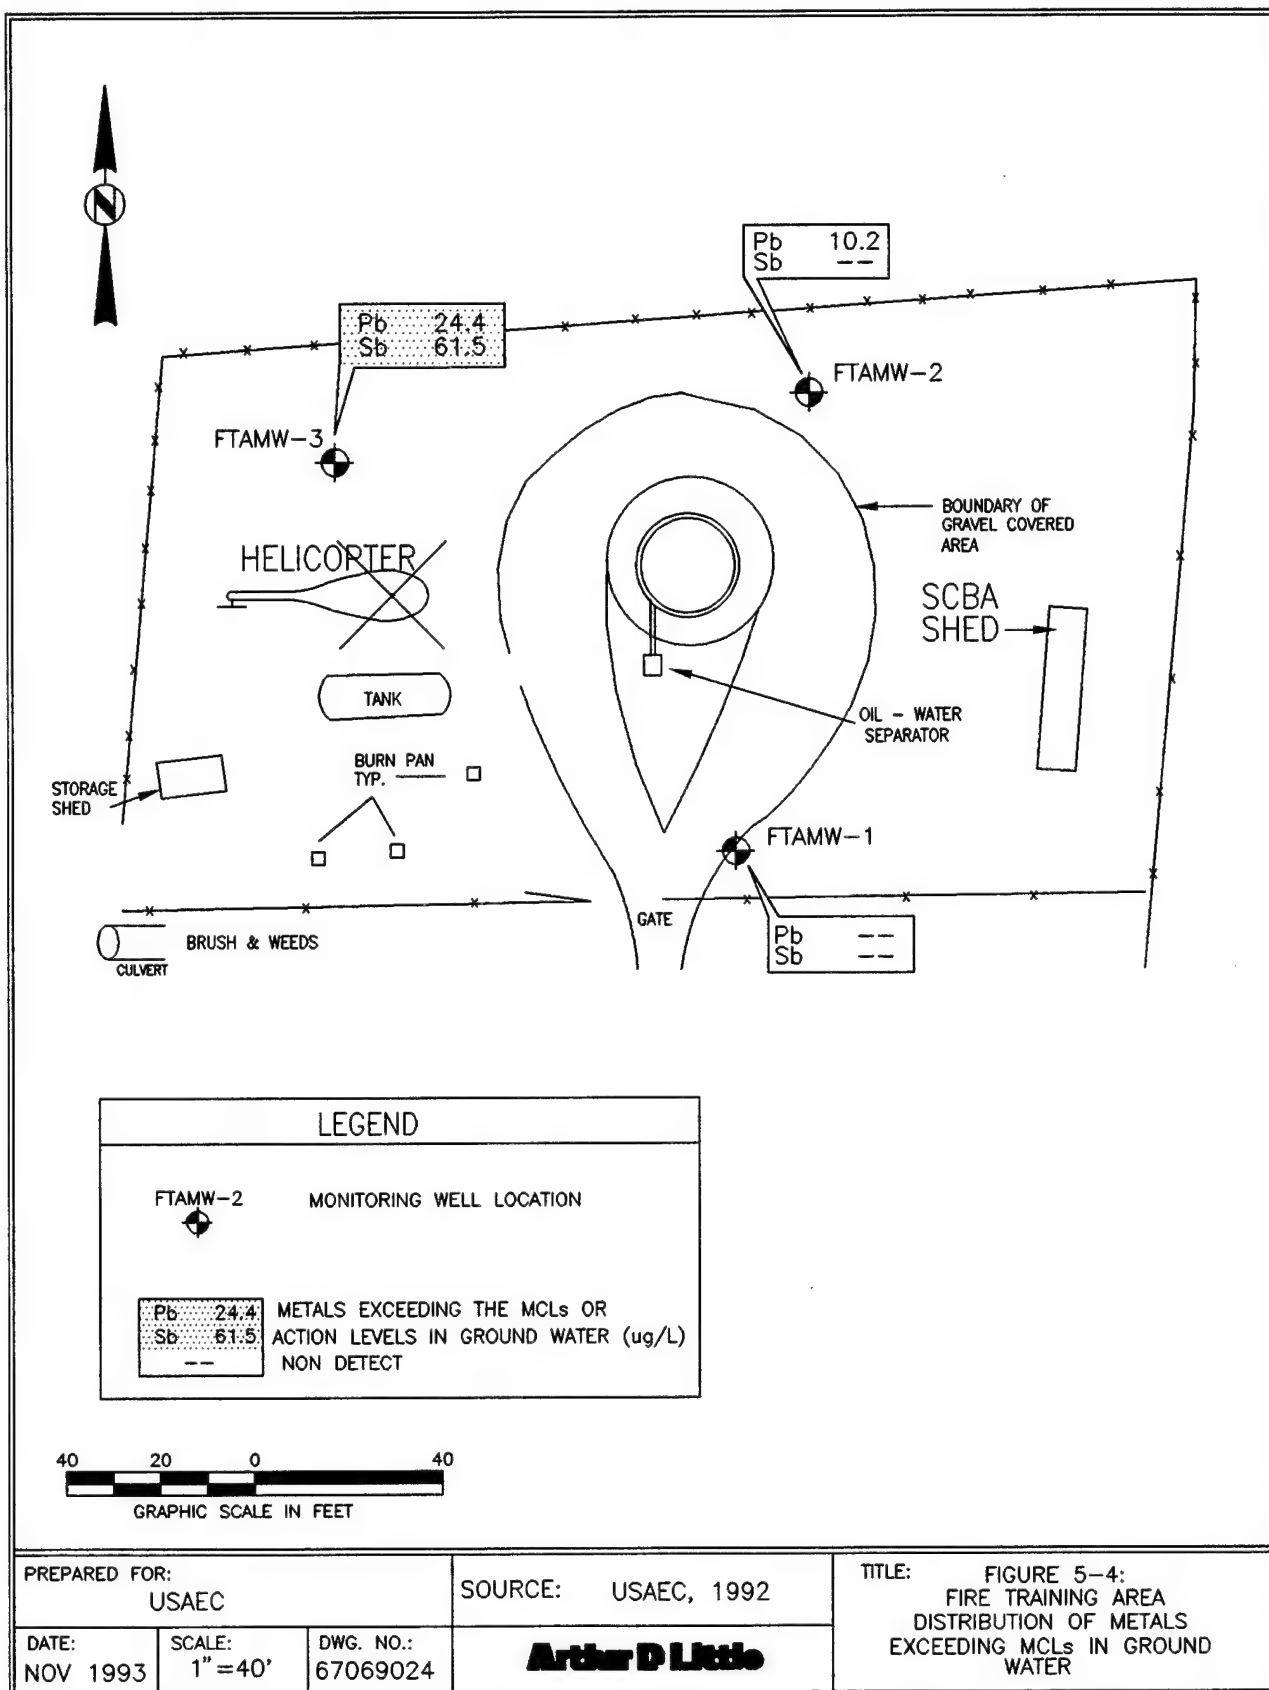 N
Pb 10.2
Sb --
Pb 24.4
Sb 61.5
FTAMW-2
FTAMW-3
BOUNDARY OF
GRAVEL COVERED
AREA
HELICOPTER
SCBA
SHED
TANK
OIL - WATER
SEPARATOR
BURN PAN
TYP.
STORAGE
SHED
FTAMW-1
GATE
Pb --
Sb --
BRUSH & WEEDS
CULVERT
LEGEND
FTAMW-2 MONITORING WELL LOCATION
Pb 24.4 METALS EXCEEDING THE MCLs OR
Sb 61.5 ACTION LEVELS IN GROUND WATER (ug/L)
-- NON DETECT
40 20 0 40
GRAPHIC SCALE IN FEET
PREPARED FOR:
USAEC
SOURCE: USAEC, 1992
TITLE: FIGURE 5-4:
FIRE TRAINING AREA
DISTRIBUTION OF METALS
EXCEEDING MCLs IN GROUND
WATER
DATE:
NOV 1993
SCALE:
1"=40'
DWG. NO.:
67069024
Arthur D Little